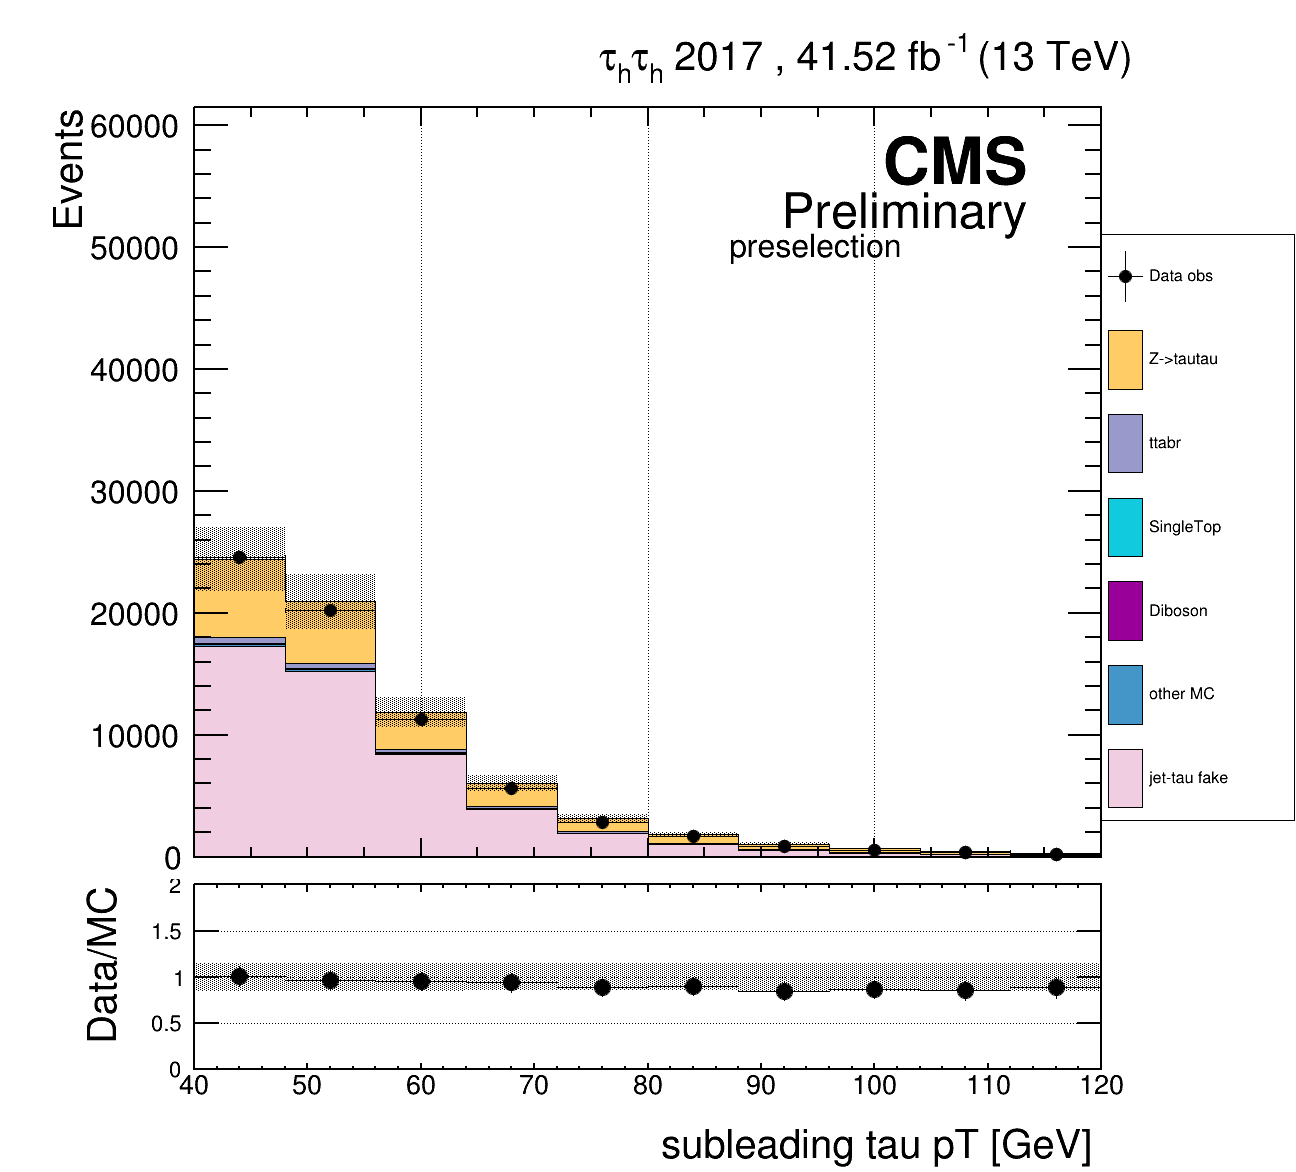 τhτh 2017 , 41.52 fb-1 (13 TeV)
Events
60000
50000
40000
30000
20000
10000
0
CMS
Preliminary
preselection
Data obs
Z->tautau
ttabr
SingleTop
Diboson
other MC
jet-tau fake
Data/MC
2
1.5
1
0.5
0
40 50 60 70 80 90 100 110 120
subleading tau pT [GeV]